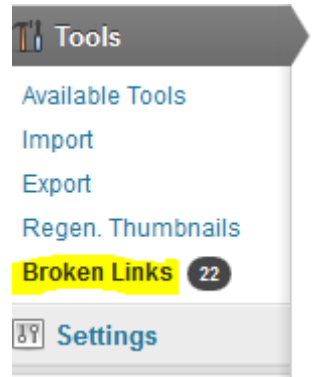 Tools
Available Tools
Import
Export
Regen. Thumbnails
Broken Links 22
Settings